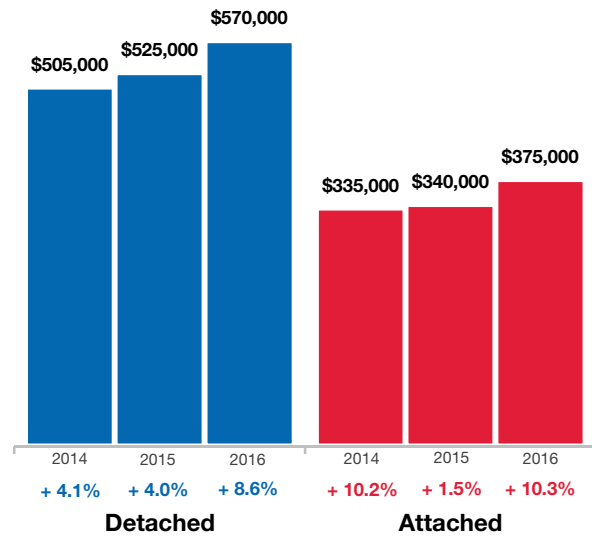 $505,000
$525,000
$570,000
$335,000
$340,000
$375,000
2014 2015 2016 2014 2015 2016
+ 4.1% + 4.0% + 8.6% + 10.2% + 1.5% + 10.3%
Detached Attached